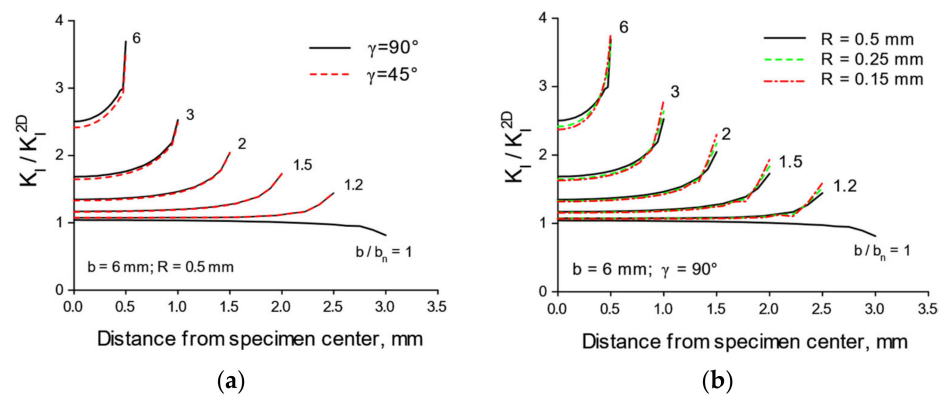 4
3
2
1
0
K_I / K_I^2D
6
3
2
1.5
1.2
b / b_n = 1
γ=90°
γ=45°
b = 6 mm; R = 0.5 mm
0.0 0.5 1.0 1.5 2.0 2.5 3.0 3.5
Distance from specimen center, mm
(a)
4
3
2
1
0
K_I / K_I^2D
6
3
2
1.5
1.2
b / b_n = 1
R = 0.5 mm
R = 0.25 mm
R = 0.15 mm
b = 6 mm; γ = 90°
0.0 0.5 1.0 1.5 2.0 2.5 3.0 3.5
Distance from specimen center, mm
(b)